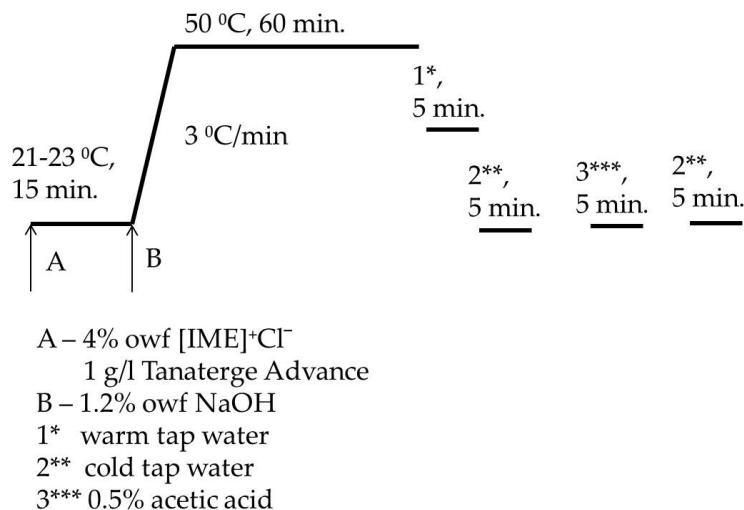 50 ⁰C, 60 min.
1*,
5 min.
3 ⁰C/min
21-23 ⁰C,
15 min.
2**,
5 min.
3***,
5 min.
2**,
5 min.
A
B
A – 4% owf [IME]⁺Cl⁻
1 g/l Tanaterge Advance
B – 1.2% owf NaOH
1* warm tap water
2** cold tap water
3*** 0.5% acetic acid